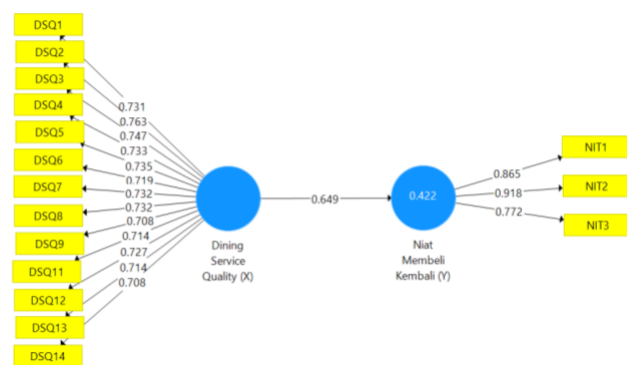 DSQ1
DSQ2
DSQ3
DSQ4
DSQ5
DSQ6
DSQ7
DSQ8
DSQ9
DSQ11
DSQ12
DSQ13
DSQ14
0.731
0.763
0.747
0.733
0.735
0.719
0.732
0.732
0.708
0.714
0.727
0.714
0.708
Dining
Service
Quality (X)
0.649
0.422
Niat
Membeli
Kembali (Y)
0.865
0.918
0.772
NIT1
NIT2
NIT3